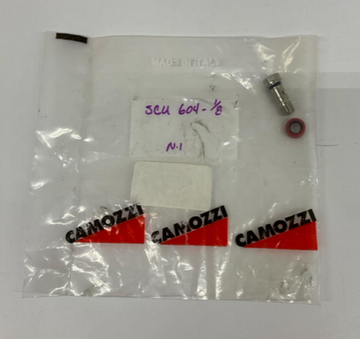 MADE IN ITALY
SCU 604-1/8
N.1
CAMOZZI CAMOZZI CAMOZZI